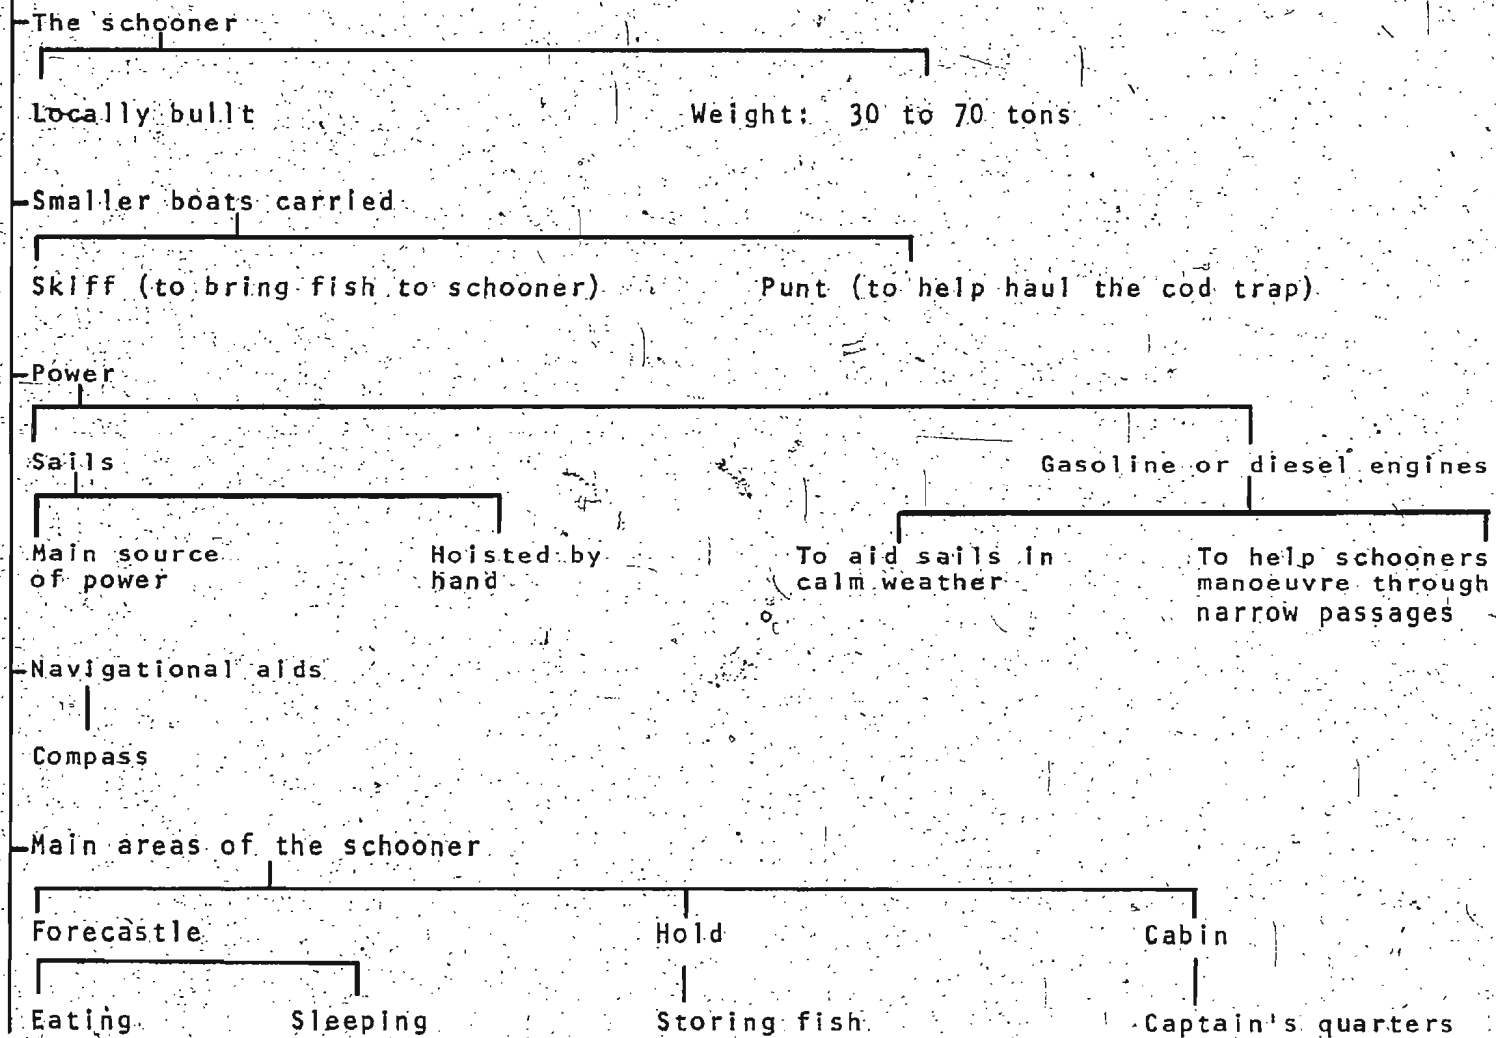 The schooner
Locally built Weight: 30 to 70 tons
Smaller boats carried
Skiff (to bring fish to schooner) Punt (to help haul the cod trap)
Power
Sails Gasoline or diesel engines
Main source Hoisted by To aid sails in To help schooners
of power hand calm weather manoeuvre through
narrow passages
Navigational aids
Compass
Main areas of the schooner
Forecastle Hold Cabin
Eating Sleeping Storing fish Captain's quarters